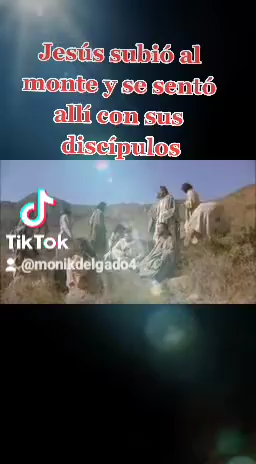 Jesús subió al
monte y se sentó
allí con sus
discípulos
TikTok
@monikdelgado4